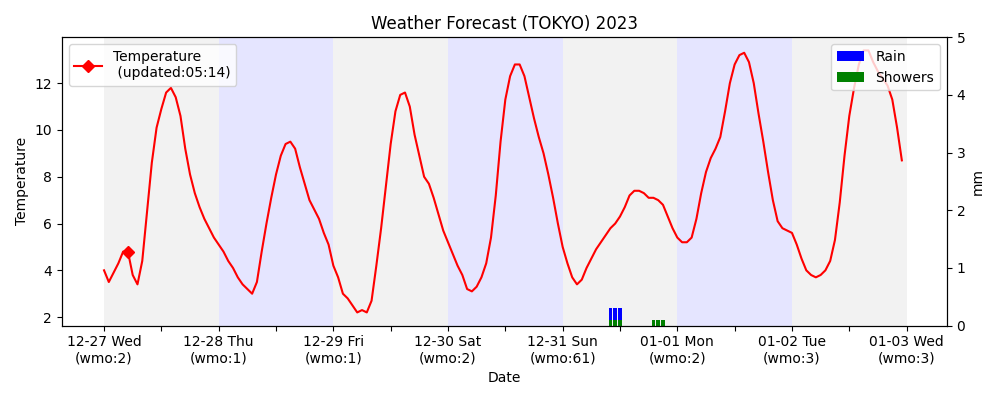 Weather Forecast (TOKYO) 2023
Temperature
(updated:05:14)
Rain
Showers
Temperature
12
10
8
6
4
2
5
4
3
2
1
0
mm
12-27 Wed
(wmo:2)
12-28 Thu
(wmo:1)
12-29 Fri
(wmo:1)
12-30 Sat
(wmo:2)
12-31 Sun
(wmo:61)
01-01 Mon
(wmo:2)
01-02 Tue
(wmo:3)
01-03 Wed
(wmo:3)
Date